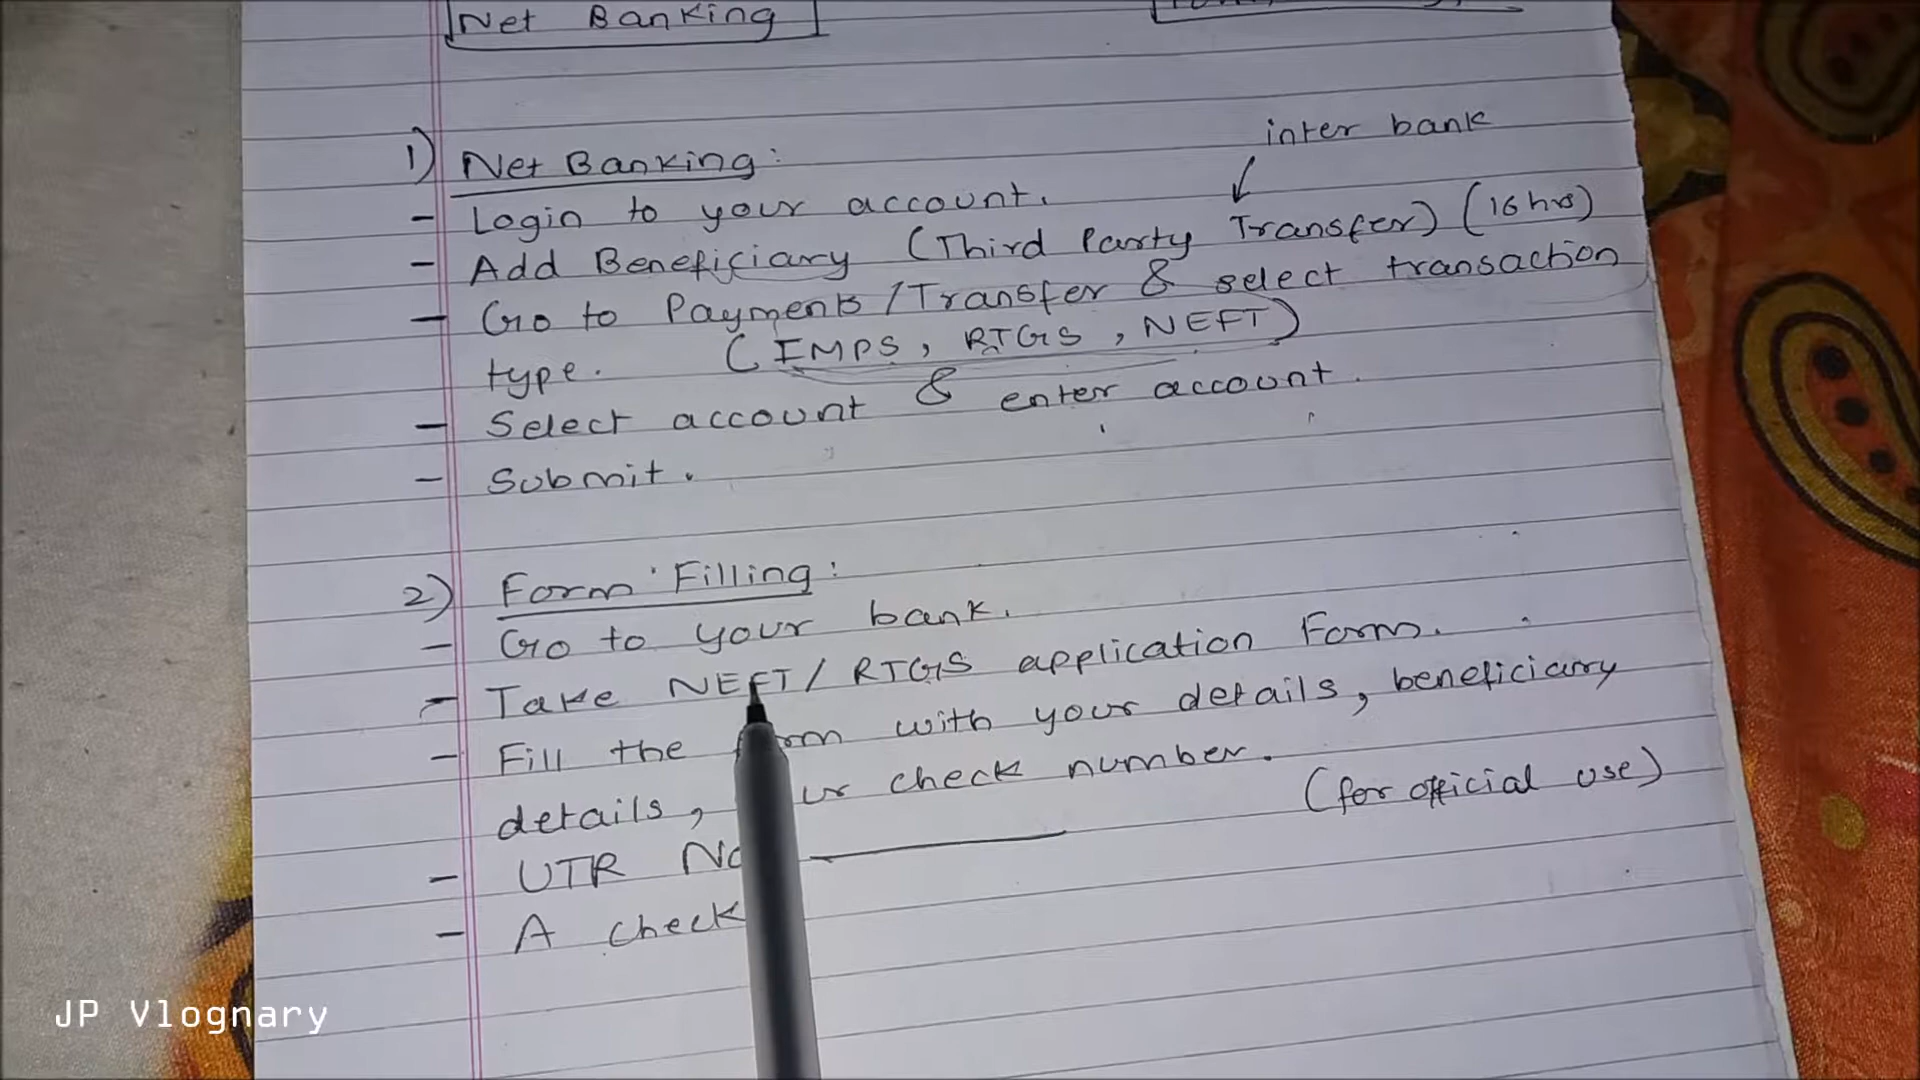 Net Banking
inter bank
1) Net Banking:
- Login to your account.
- Add Beneficiary (Third Party Transfer) (16 hrs)
- Go to Payments/Transfer & select transaction
type. (IMPS, RTGS, NEFT)
- Select account & enter account.
- Submit.
2) Form Filling:
- Go to your bank.
- Take NEFT/ RTGS application Form.
- Fill the with your details, beneficiary
details, check number.
- UTR (for official use)
- A check
JP Vlognary